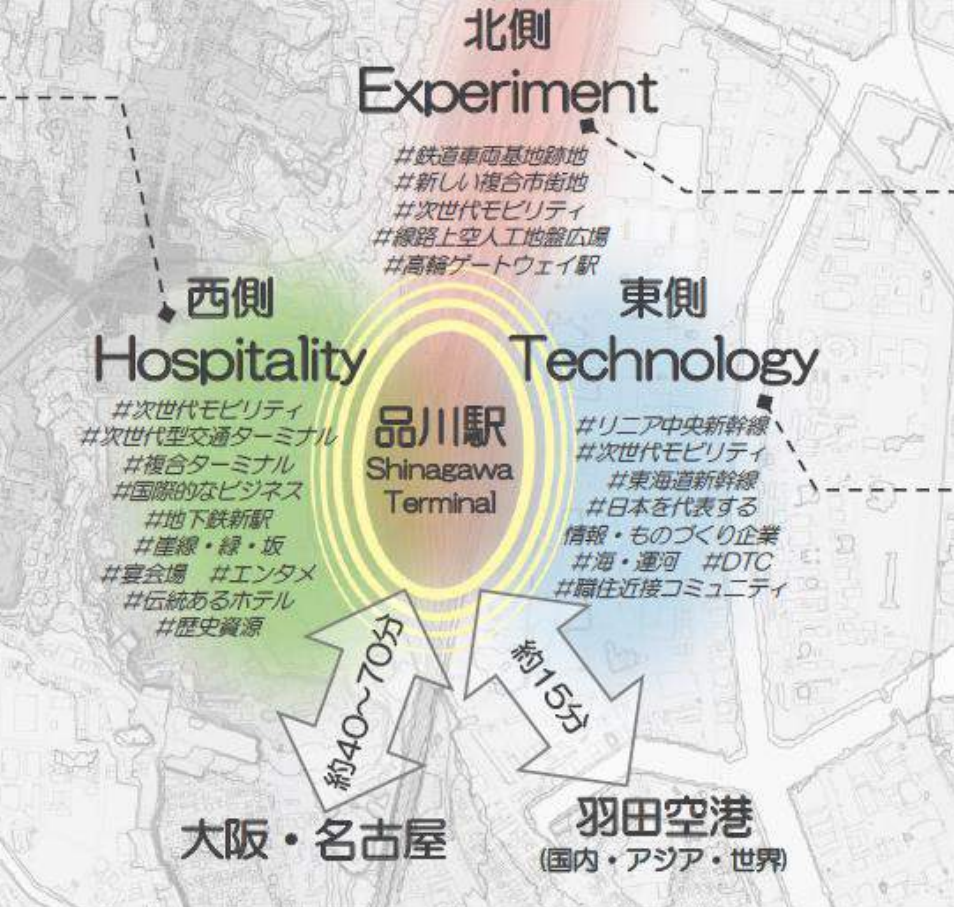 北側
Experiment
#鉄道車両基地跡地
#新しい複合市街地
#次世代モビリティ
#線路上空人工地盤広場
#高輪ゲートウェイ駅
西側
Hospitality
#次世代モビリティ
#次世代型交通ターミナル
#複合ターミナル
#国際的なビジネス
#地下鉄新駅
#崖線・緑・坂
#宴会場 #エンタメ
#伝統あるホテル
#歴史資源
品川駅
Shinagawa
Terminal
東側
Technology
#リニア中央新幹線
#次世代モビリティ
#東海道新幹線
#日本を代表する
情報・ものづくり企業
#海・運河 #DTC
#職住近接コミュニティ
約40～70分
約15分
大阪・名古屋
羽田空港
(国内・アジア・世界)